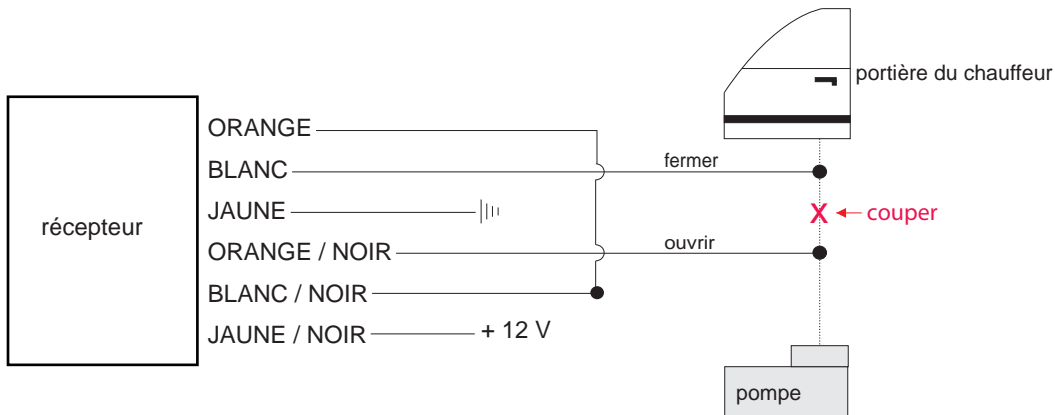 portière du chauffeur
ORANGE
BLANC
fermer
JAUNE
couper
récepteur
ORANGE / NOIR
ouvrir
BLANC / NOIR
JAUNE / NOIR
+ 12 V
pompe